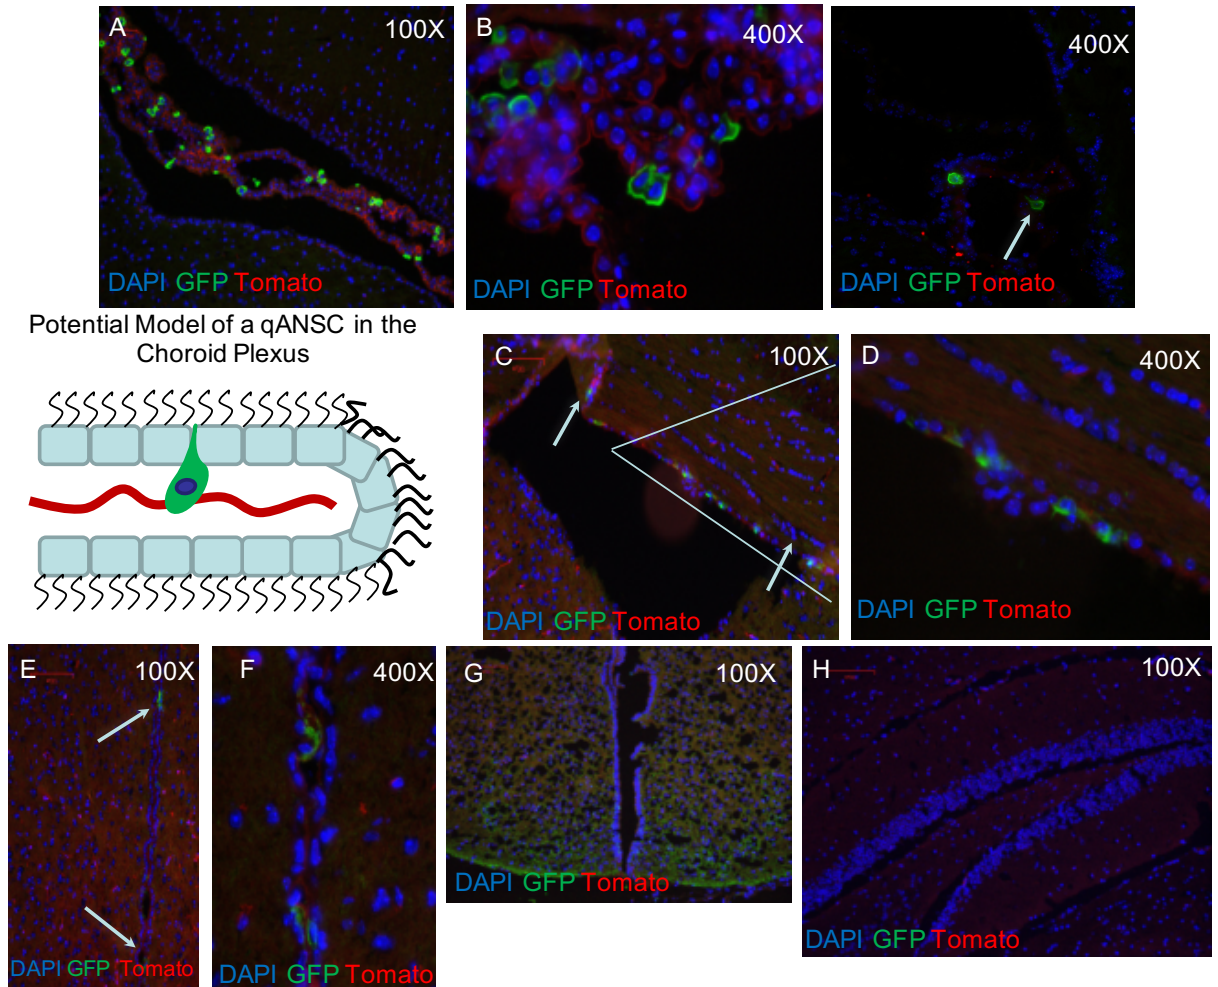 A 100X
DAPI GFP Tomato
B 400X
DAPI GFP Tomato
400X
DAPI GFP Tomato
Potential Model of a qANSC in the
Choroid Plexus
C 100X
DAPI GFP Tomato
D 400X
DAPI GFP Tomato
E 100X
DAPI GFP Tomato
F 400X
DAPI GFP Tomato
G 100X
DAPI GFP Tomato
H 100X
DAPI GFP Tomato